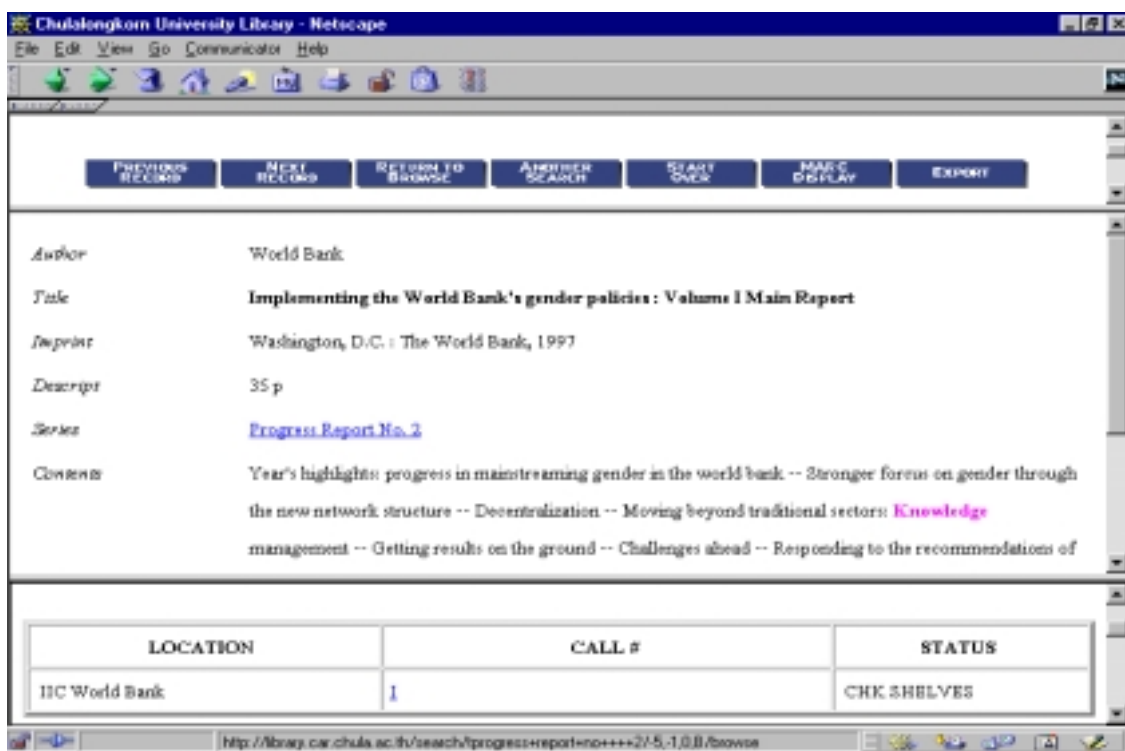 Chulalongkorn University Library - Netscape
File Edit View Go Communicator Help
PREVIOUS RECORD NEXT RECORD RETURN TO BROWSE ANOTHER SEARCH START OVER MARC DISPLAY EXPORT
Author World Bank
Title Implementing the World Bank's gender policies : Volume I Main Report
Imprint Washington, D.C. : The World Bank, 1997
Descript 35 p
Series Progress Report No. 2
Contents Year's highlights: progress in mainstreaming gender in the world bank -- Stronger forcus on gender through
the new network structure -- Decentralization -- Moving beyond traditional sectors: Knowledge
management -- Getting results on the ground -- Challenges ahead -- Responding to the recommendations of
LOCATION CALL # STATUS
IIC World Bank I CHK SHELVES
http://library.car.chula.ac.th/search/tprogress+report+no++++2/-5,-1,0,B/browse